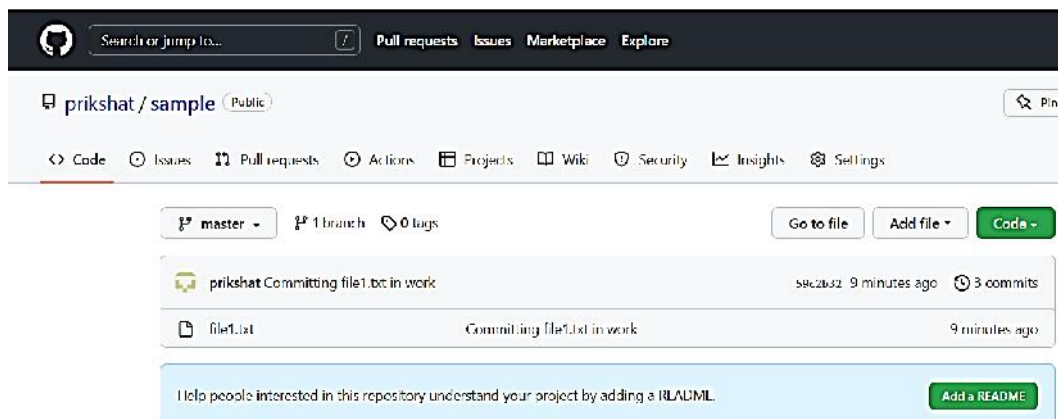 Search or jump to... / Pull requests Issues Marketplace Explore
prikshat / sample Public Pin
Code Issues Pull requests Actions Projects Wiki Security Insights Settings
master 1 branch 0 tags Go to file Add file Code
prikshat Committing file1.txt in work 59c2b32 9 minutes ago 3 commits
file1.txt Committing file1.txt in work 9 minutes ago
Help people interested in this repository understand your project by adding a README. Add a README